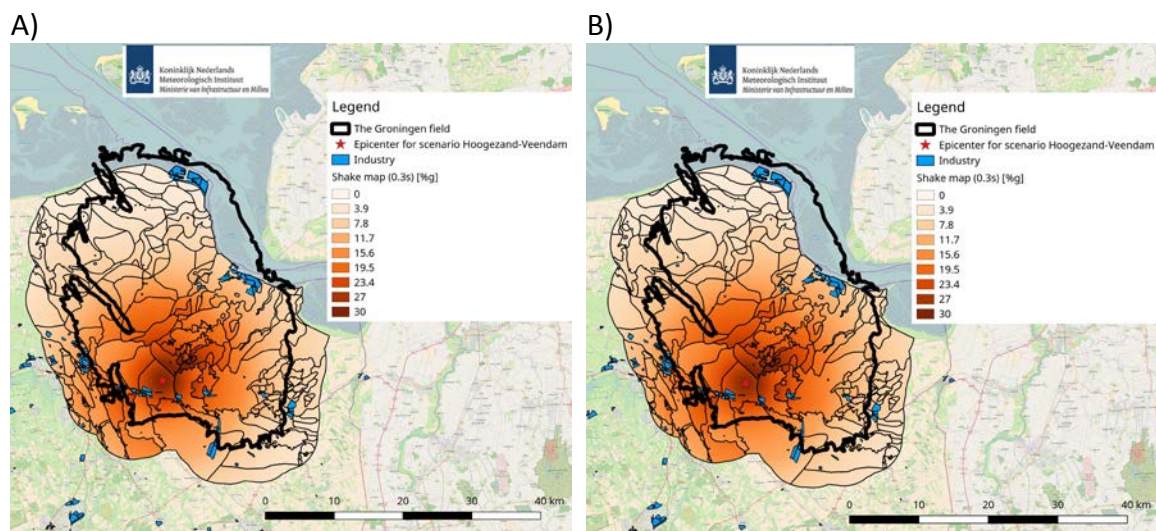 A)
Koninklijk Nederlands
Meteorologisch Instituut
Ministerie van Infrastructuur en Milieu
Legend
The Groningen field
Epicenter for scenario Hoogezand-Veendam
Industry
Shake map (0.3s) [%g]
0
3.9
7.8
11.7
15.6
19.5
23.4
27
30
0 10 20 30 40 km
B)
Koninklijk Nederlands
Meteorologisch Instituut
Ministerie van Infrastructuur en Milieu
Legend
The Groningen field
Epicenter for scenario Hoogezand-Veendam
Industry
Shake map (0.3s) [%g]
0
3.9
7.8
11.7
15.6
19.5
23.4
27
30
0 10 20 30 40 km